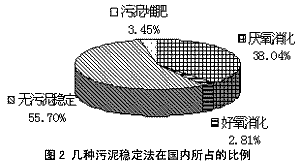 污泥堆肥
3.45%
厌氧消化
38.04%
无污泥稳定
55.70%
好氧消化
2.81%
图2 几种污泥稳定法在国内所占的比例